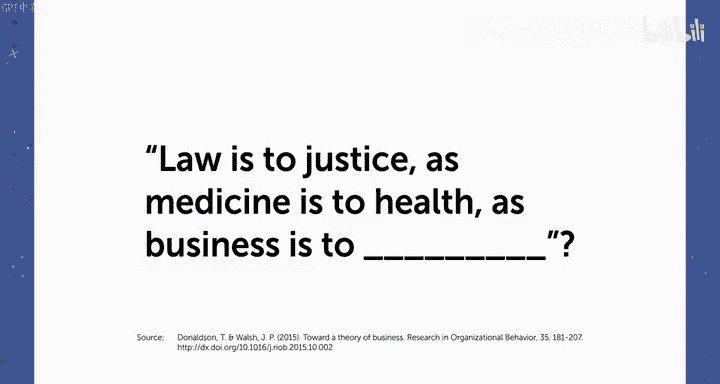 “Law is to justice, as
medicine is to health, as
business is to _________”?
Source: Donaldson, T. & Walsh, J. P. (2015). Toward a theory of business. Research in Organizational Behavior, 35, 181-207.
http://dx.doi.org/10.1016/j.riob.2015.10.002
bilibili